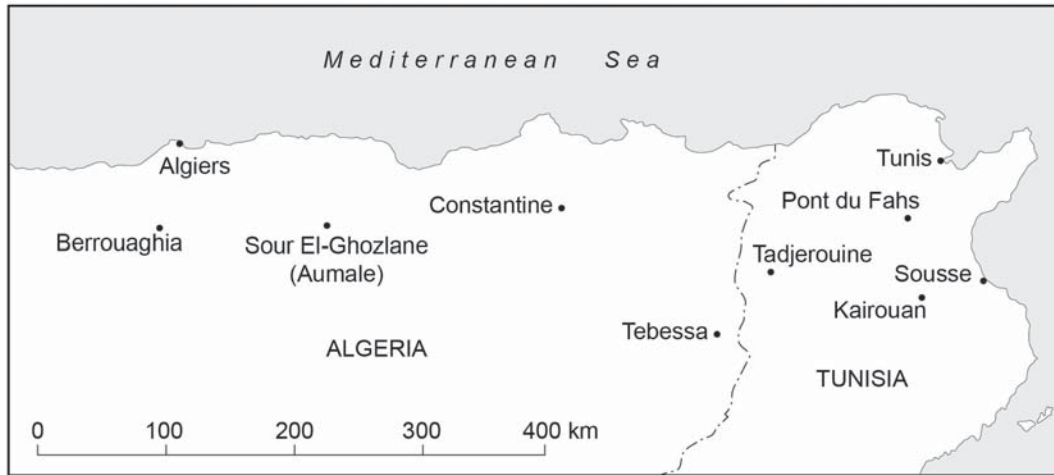 Mediterranean Sea
Algiers
Tunis
Constantine
Pont du Fahs
Berrouaghia
Sour El-Ghozlane
(Aumale)
Tadjerouine
Sousse
Kairouan
Tebessa
ALGERIA
TUNISIA
0 100 200 300 400 km